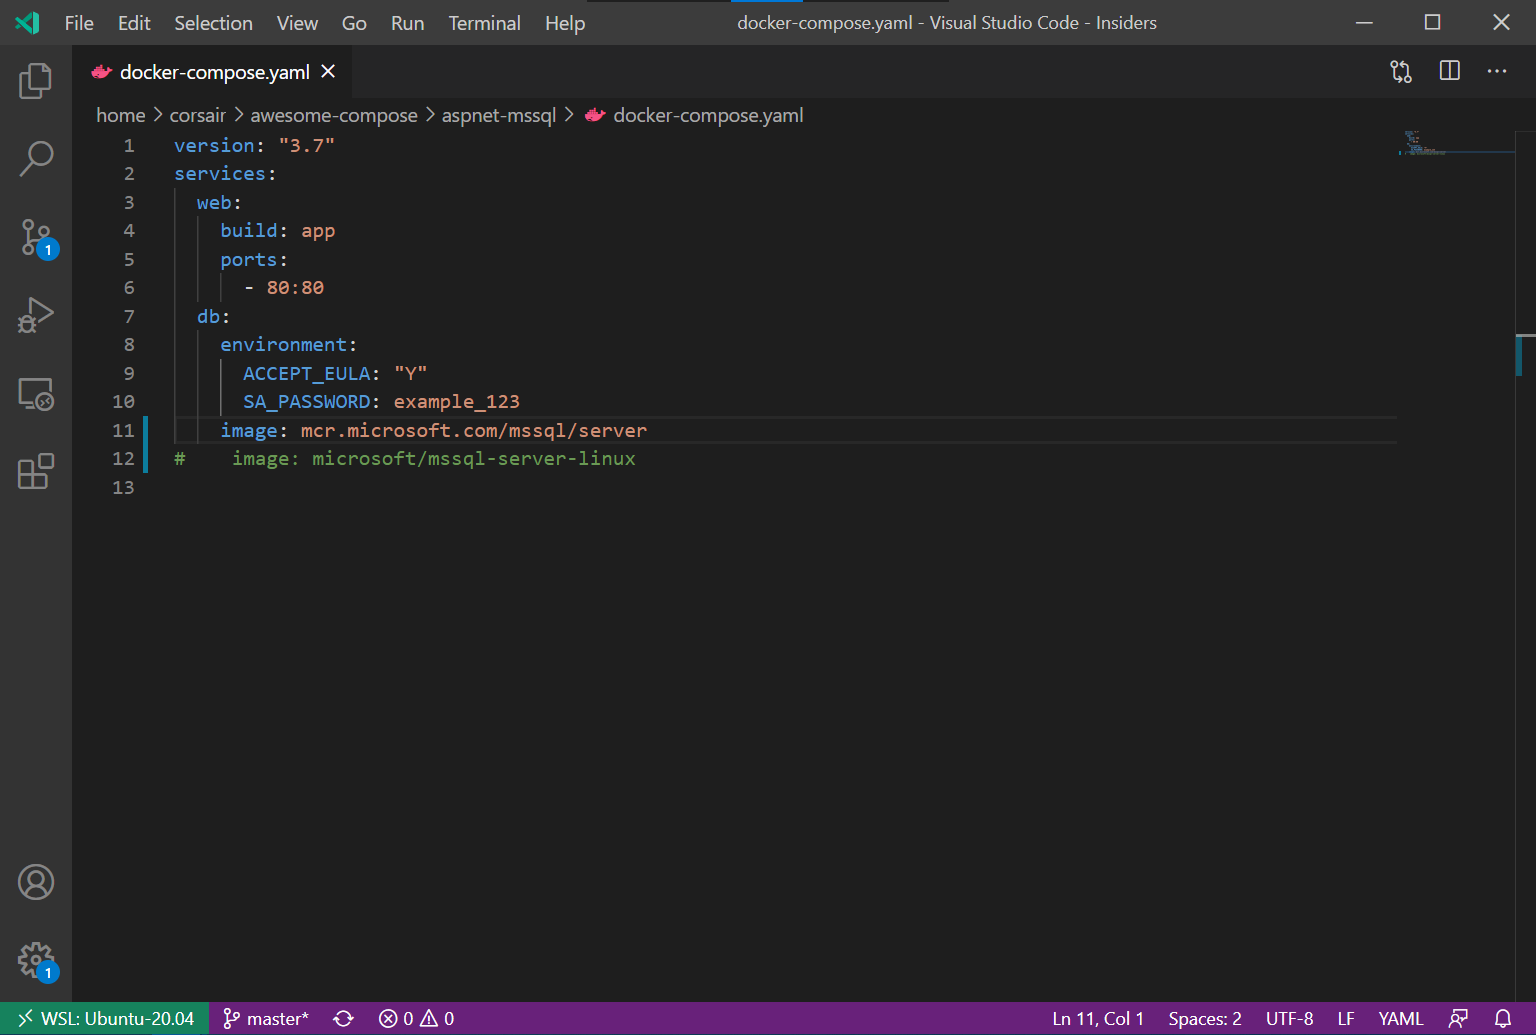 File Edit Selection View Go Run Terminal Help docker-compose.yaml - Visual Studio Code - Insiders
docker-compose.yaml
home > corsair > awesome-compose > aspnet-mssql > docker-compose.yaml
1 version: "3.7"
2 services:
3   web:
4     build: app
5     ports:
6       - 80:80
7   db:
8     environment:
9       ACCEPT_EULA: "Y"
10       SA_PASSWORD: example_123
11     image: mcr.microsoft.com/mssql/server
12 #    image: microsoft/mssql-server-linux
13
1
1
WSL: Ubuntu-20.04 master* 0 0 Ln 11, Col 1 Spaces: 2 UTF-8 LF YAML